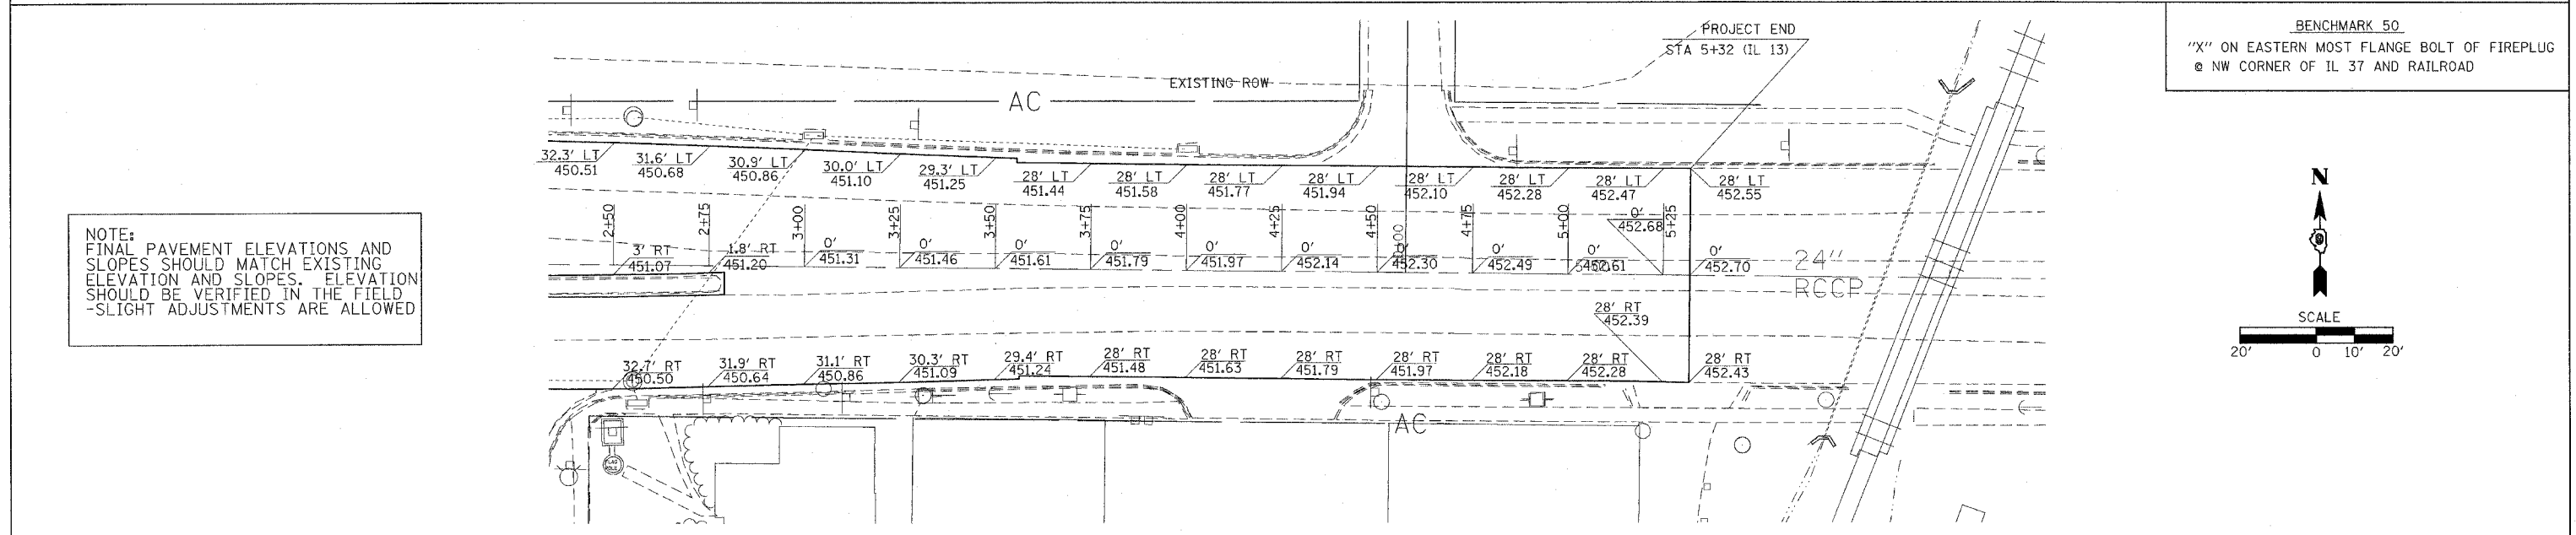 BENCHMARK 50
"X" ON EASTERN MOST FLANGE BOLT OF FIREPLUG
@ NW CORNER OF IL 37 AND RAILROAD
PROJECT END
STA 5+32 (IL 13)
EXISTING ROW
AC
32.3' LT
450.51
31.6' LT
450.68
30.9' LT
450.86
30.0' LT
451.10
29.3' LT
451.25
28' LT
451.44
28' LT
451.58
28' LT
451.77
28' LT
451.94
28' LT
452.10
28' LT
452.28
28' LT
452.47
28' LT
452.55
2+50
2+75
3+00
3+25
3+50
3+75
4+00
4+25
4+50
4+75
5+00
5+25
3' RT
451.07
1.8' RT
451.20
0'
451.31
0'
451.46
0'
451.61
0'
451.79
0'
451.97
0'
452.14
0'
452.30
0'
452.49
0'
452.61
0'
452.68
0'
452.70
24"
RCCP
NOTE:
FINAL PAVEMENT ELEVATIONS AND
SLOPES SHOULD MATCH EXISTING
ELEVATION AND SLOPES. ELEVATION
SHOULD BE VERIFIED IN THE FIELD
-SLIGHT ADJUSTMENTS ARE ALLOWED
32.7' RT
450.50
31.9' RT
450.64
31.1' RT
450.86
30.3' RT
451.09
29.4' RT
451.24
28' RT
451.48
28' RT
451.63
28' RT
451.79
28' RT
451.97
28' RT
452.18
28' RT
452.28
28' RT
452.39
28' RT
452.43
AC
N
SCALE
20' 0 10' 20'